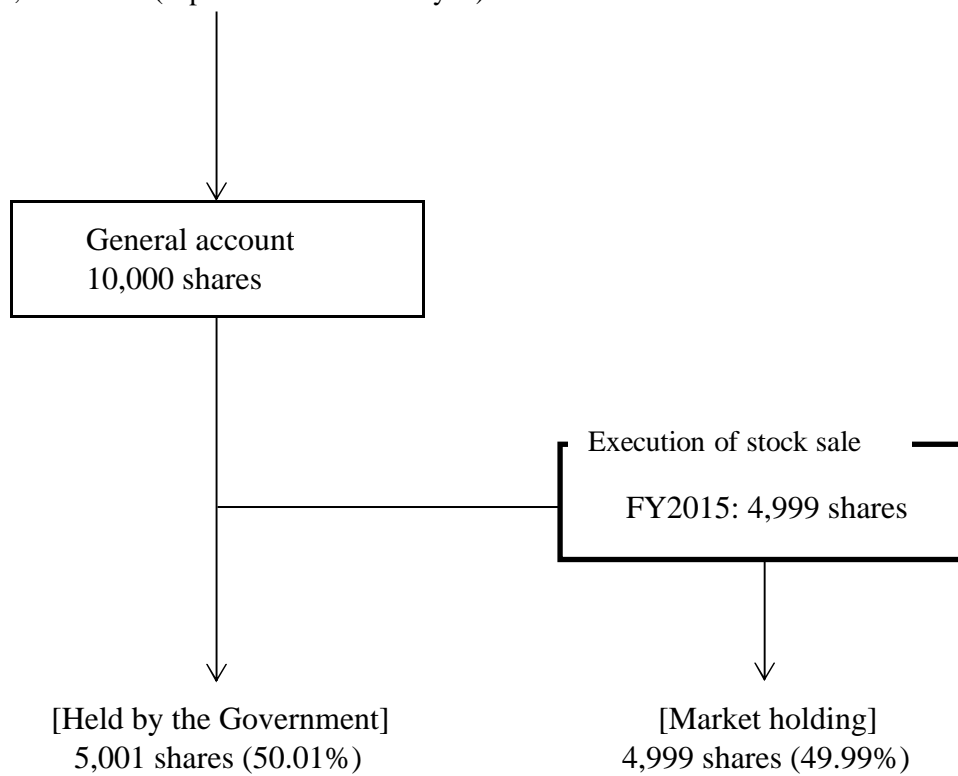 General account
10,000 shares
Execution of stock sale
FY2015: 4,999 shares
[Held by the Government]
5,001 shares (50.01%)
[Market holding]
4,999 shares (49.99%)